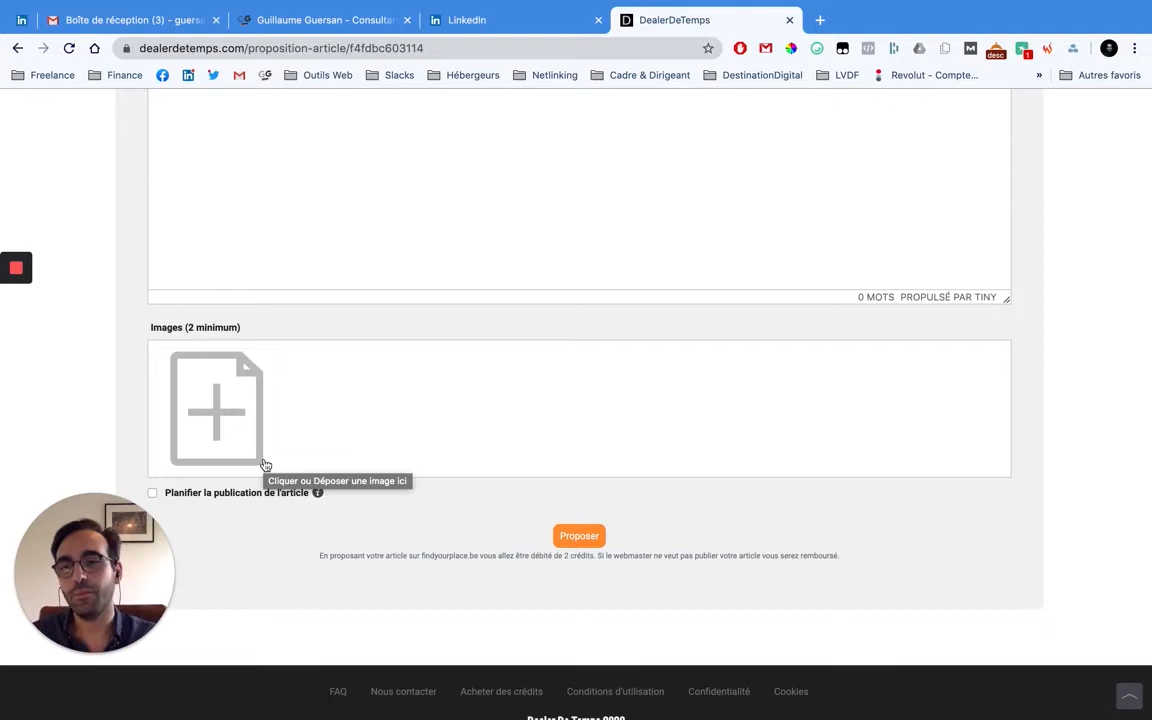 Boîte de réception (3) - guersa
Guillaume Guersan - Consultan
LinkedIn
DealerDeTemps
dealerdetemps.com/proposition-article/f4fdbc603114
desc
1
Freelance
Finance
Outils Web
Slacks
Hébergeurs
Netlinking
Cadre & Dirigeant
DestinationDigital
LVDF
Revolut - Compte...
»
Autres favoris
0 MOTS PROPULSÉ PAR TINY
Images (2 minimum)
Cliquer ou Déposer une image ici
Planifier la publication de l'article
Proposer
En proposant votre article sur findyourplace.be vous allez être débité de 2 crédits. Si le webmaster ne veut pas publier votre article vous serez remboursé.
FAQ Nous contacter Acheter des crédits Conditions d'utilisation Confidentialité Cookies